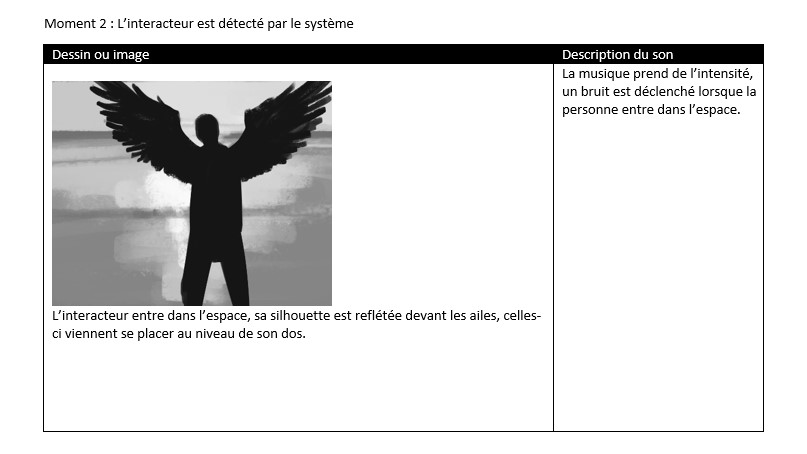 Moment 2 : L’interacteur est détecté par le système
Dessin ou image
Description du son
L’interacteur entre dans l’espace, sa silhouette est reflétée devant les ailes, celles-
ci viennent se placer au niveau de son dos.
La musique prend de l’intensité,
un bruit est déclenché lorsque la
personne entre dans l’espace.